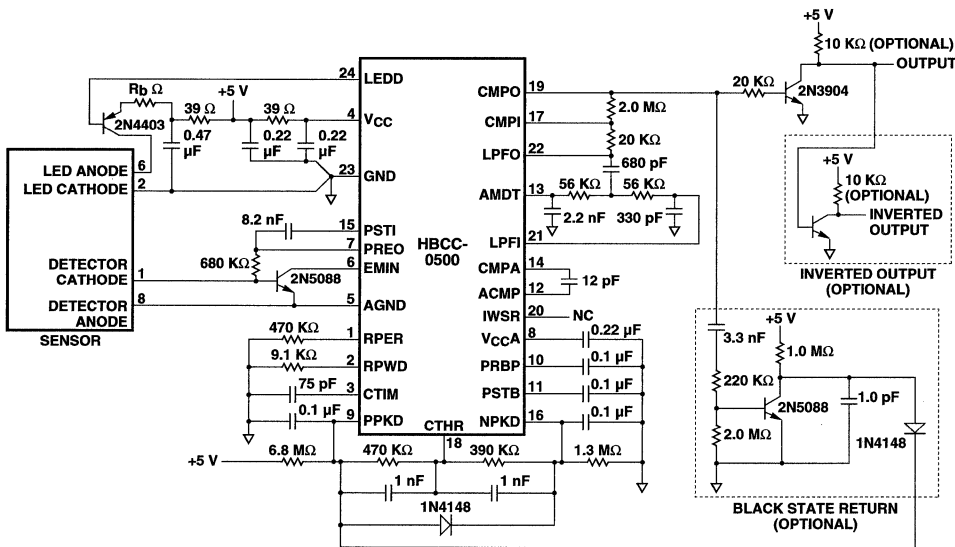 +5 V
10 KΩ (OPTIONAL)
OUTPUT
24 LEDD
CMPO 19
20 KΩ
2N3904
Rb Ω
39 Ω
+5 V
39 Ω
4 VCC
2N4403
0.47 µF
0.22 µF
0.22 µF
2.0 MΩ
CMPI 17
20 KΩ
LPFO 22
680 pF
LED ANODE 6
LED CATHODE 2
23 GND
AMDT 13
56 KΩ
56 KΩ
2.2 nF
330 pF
+5 V
10 KΩ
(OPTIONAL)
INVERTED
OUTPUT
INVERTED OUTPUT
(OPTIONAL)
8.2 nF
15 PSTI
7 PREO
HBCC-
0500
LPFI 21
680 KΩ
6 EMIN
2N5088
DETECTOR
CATHODE 1
DETECTOR
ANODE 8
SENSOR
5 AGND
CMPA 14
12 pF
ACMP 12
IWSR 20 NC
470 KΩ
1 RPER
VCCA 8
0.22 µF
9.1 KΩ
2 RPWD
PRBP 10
0.1 µF
75 pF
3 CTIM
PSTB 11
0.1 µF
0.1 µF
9 PPKD
NPKD 16
0.1 µF
CTHR
18
+5 V
6.8 MΩ
470 KΩ
390 KΩ
1.3 MΩ
1 nF
1 nF
1N4148
+5 V
3.3 nF
1.0 MΩ
220 KΩ
2N5088
1.0 pF
2.0 MΩ
1N4148
BLACK STATE RETURN
(OPTIONAL)